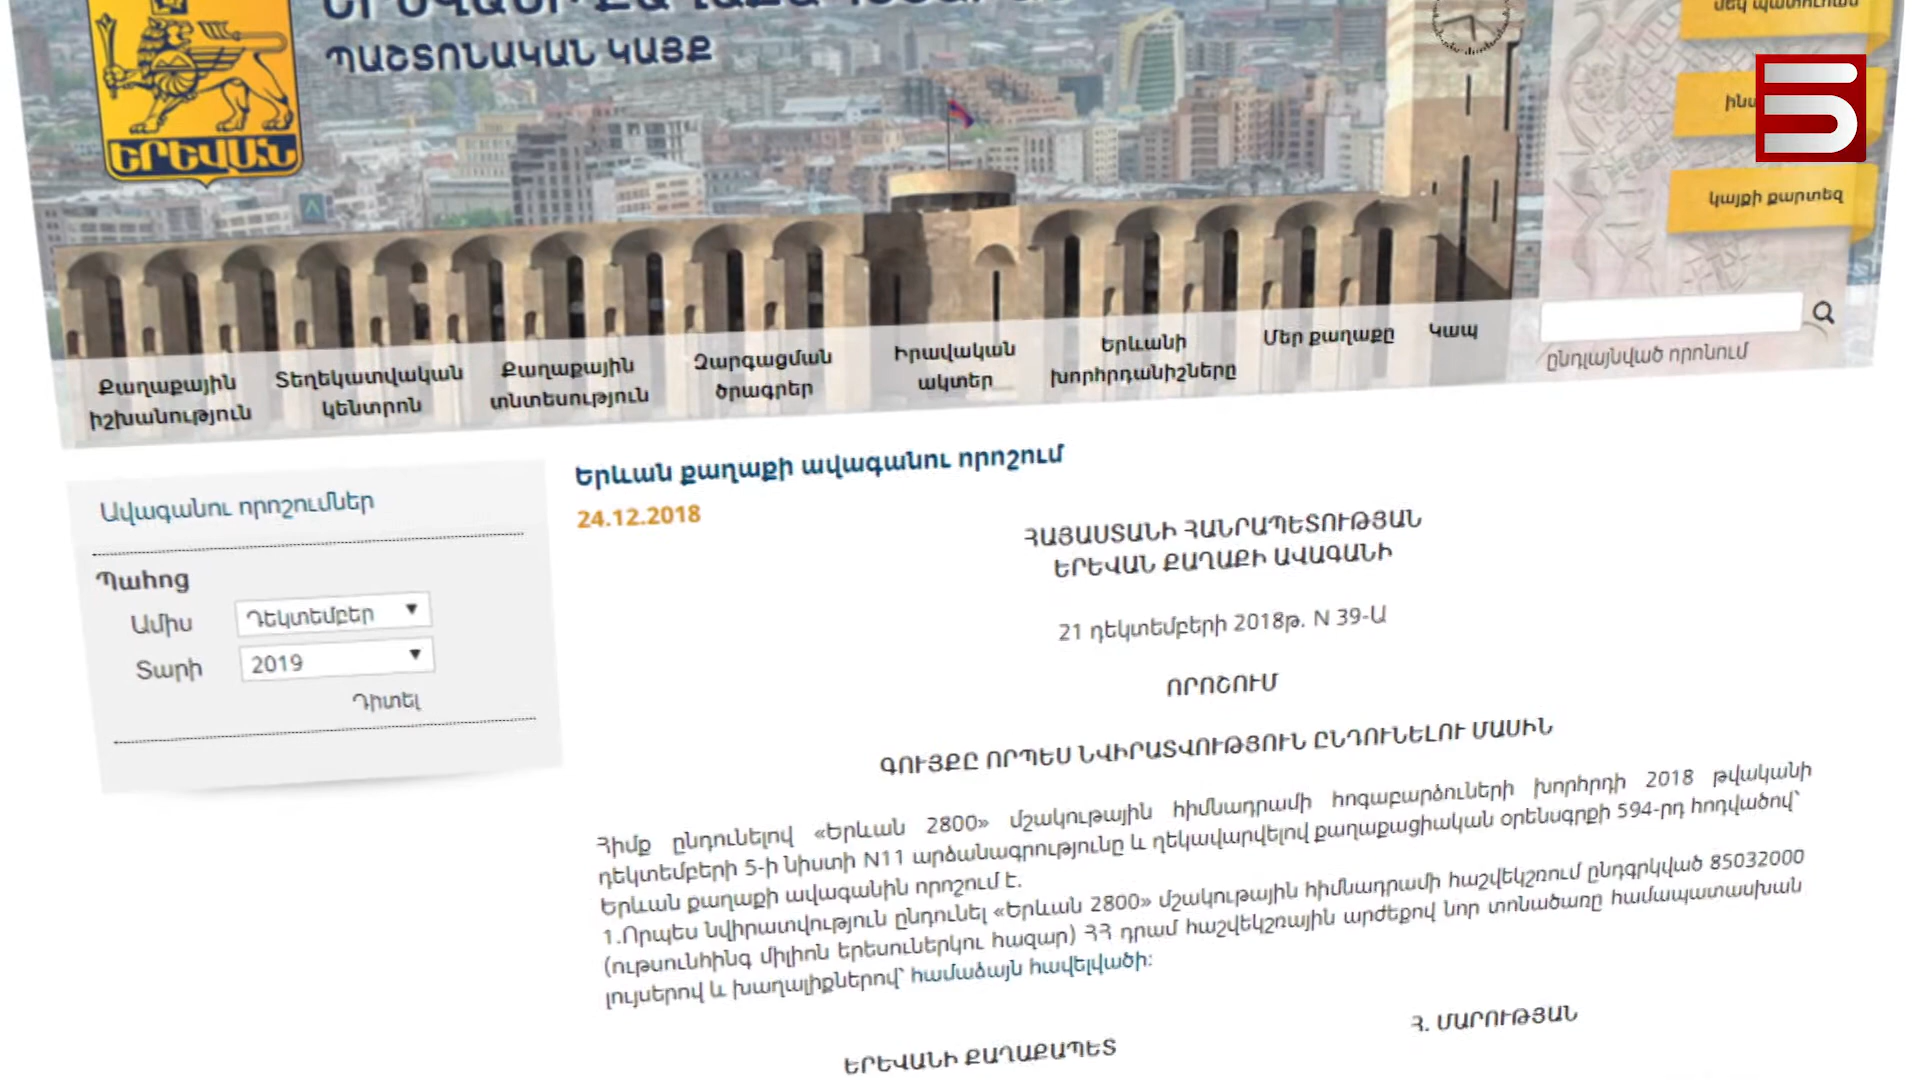 ՊԱՇՏՈՆԱԿԱՆ ԿԱՅՔ
ԵՐԵՎԱՆ
կայքի քարտեզ
Քաղաքային իշխանություն
Տեղեկատվական կենտրոն
Քաղաքային տնտեսություն
Զարգացման ծրագրեր
Իրավական ակտեր
Երևանի խորհրդանիշները
Մեր քաղաքը
Կապ
ընդլայնված որոնում
Ավագանու որոշումներ
Պահոց
Ամիս Դեկտեմբեր
Տարի 2019
Դիտել
Երևան քաղաքի ավագանու որոշում
24.12.2018
ՀԱՅԱՍՏԱՆԻ ՀԱՆՐԱՊԵՏՈՒԹՅԱՆ
ԵՐԵՎԱՆ ՔԱՂԱՔԻ ԱՎԱԳԱՆԻ
21 դեկտեմբերի 2018թ. N 39-Ա
ՈՐՈՇՈՒՄ
ԳՈՒՅՔԸ ՈՐՊԵՍ ՆՎԻՐԱՏՎՈՒԹՅՈՒՆ ԸՆԴՈՒՆԵԼՈՒ ՄԱՍԻՆ
Հիմք ընդունելով «Երևան 2800» մշակութային հիմնադրամի հոգաբարձուների խորհրդի 2018 թվականի
դեկտեմբերի 5-ի նիստի N11 արձանագրությունը և ղեկավարվելով քաղաքացիական օրենսգրքի 594-րդ հոդվածով՝
Երևան քաղաքի ավագանին որոշում է.
1.Որպես նվիրատվություն ընդունել «Երևան 2800» մշակութային հիմնադրամի հաշվեկշռում ընդգրկված 85032000
(ութսունհինգ միլիոն երեսուներկու հազար) ՀՀ դրամ հաշվեկշռային արժեքով նոր տոնածառը համապատասխան
լույսերով և խաղալիքներով՝ համաձայն հավելվածի:
Հ. ՄԱՐՈՒԹՅԱՆ
ԵՐԵՎԱՆԻ ՔԱՂԱՔԱՊԵՏ